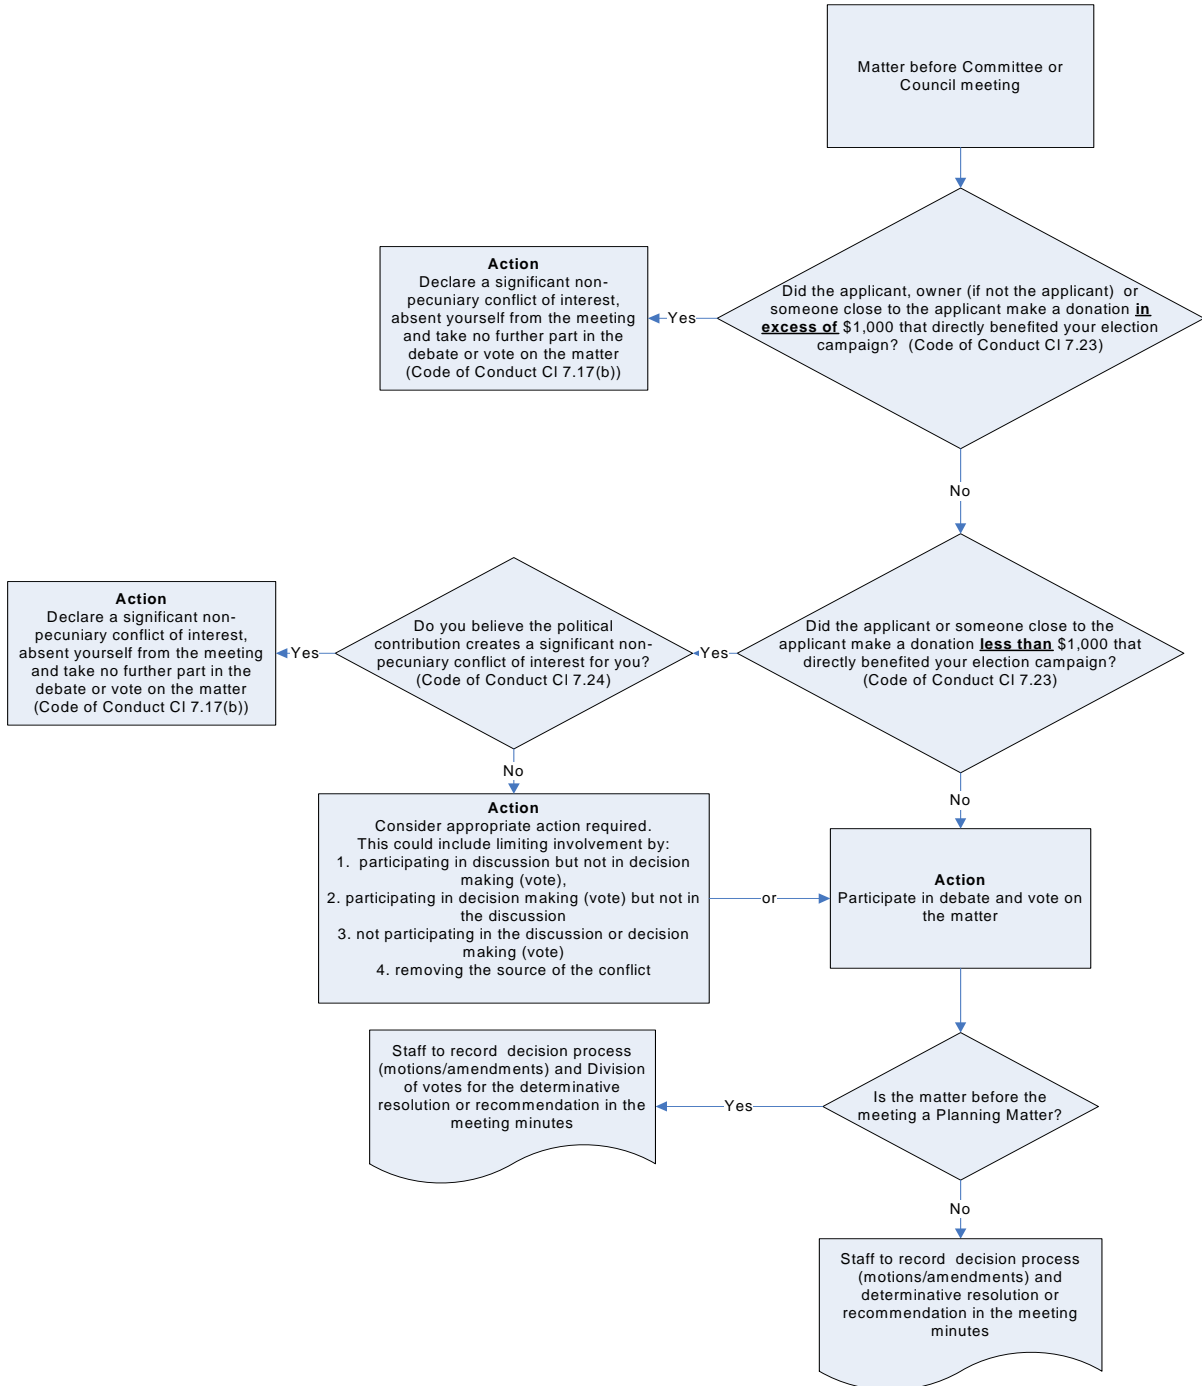 Matter before Committee or
Council meeting
Did the applicant, owner (if not the applicant) or
someone close to the applicant make a donation in
excess of $1,000 that directly benefited your election
campaign? (Code of Conduct Cl 7.23)
Yes
Action
Declare a significant non-
pecuniary conflict of interest,
absent yourself from the meeting
and take no further part in the
debate or vote on the matter
(Code of Conduct Cl 7.17(b))
No
Did the applicant or someone close to the
applicant make a donation less than $1,000 that
directly benefited your election campaign?
(Code of Conduct Cl 7.23)
Yes
Do you believe the political
contribution creates a significant non-
pecuniary conflict of interest for you?
(Code of Conduct Cl 7.24)
Yes
Action
Declare a significant non-
pecuniary conflict of interest,
absent yourself from the meeting
and take no further part in the
debate or vote on the matter
(Code of Conduct Cl 7.17(b))
No
Action
Consider appropriate action required.
This could include limiting involvement by:
1. participating in discussion but not in decision
making (vote),
2. participating in decision making (vote) but not in
the discussion
3. not participating in the discussion or decision
making (vote)
4. removing the source of the conflict
or
No
Action
Participate in debate and vote on
the matter
Is the matter before the
meeting a Planning Matter?
Yes
Staff to record decision process
(motions/amendments) and Division
of votes for the determinative
resolution or recommendation in the
meeting minutes
No
Staff to record decision process
(motions/amendments) and
determinative resolution or
recommendation in the meeting
minutes